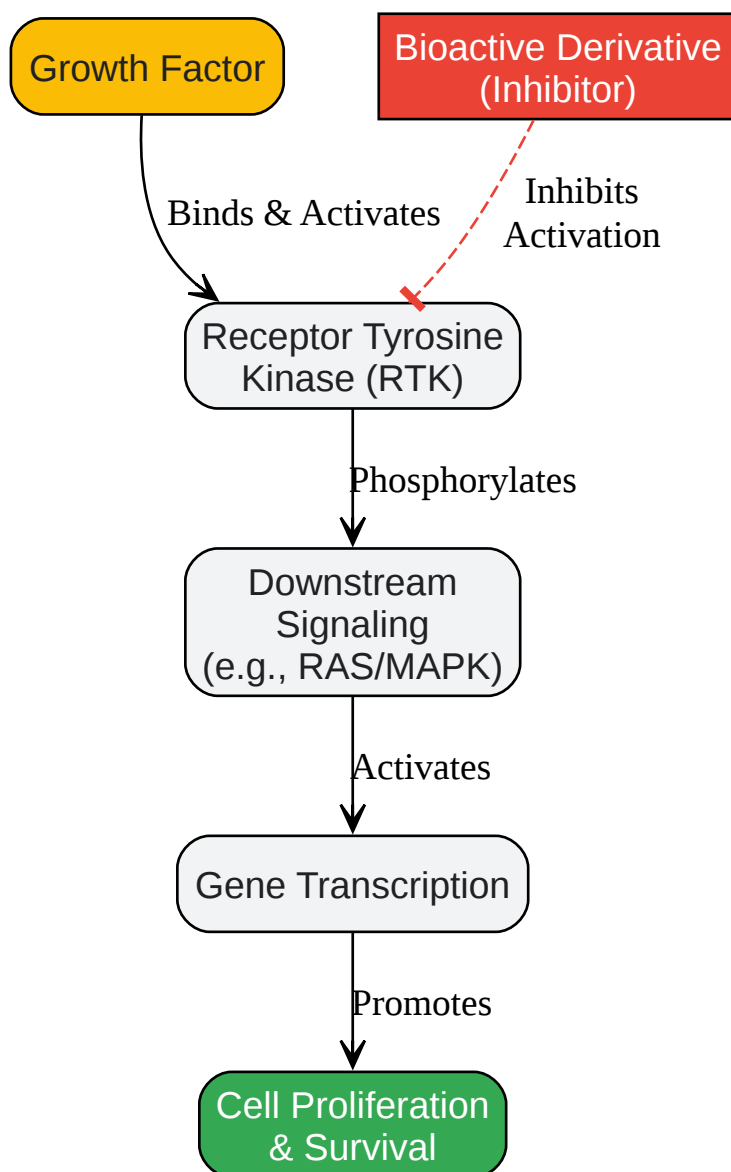 Growth Factor
Bioactive Derivative
(Inhibitor)
Binds & Activates
Inhibits
Activation
Receptor Tyrosine
Kinase (RTK)
Phosphorylates
Downstream
Signaling
(e.g., RAS/MAPK)
Activates
Gene Transcription
Promotes
Cell Proliferation
& Survival